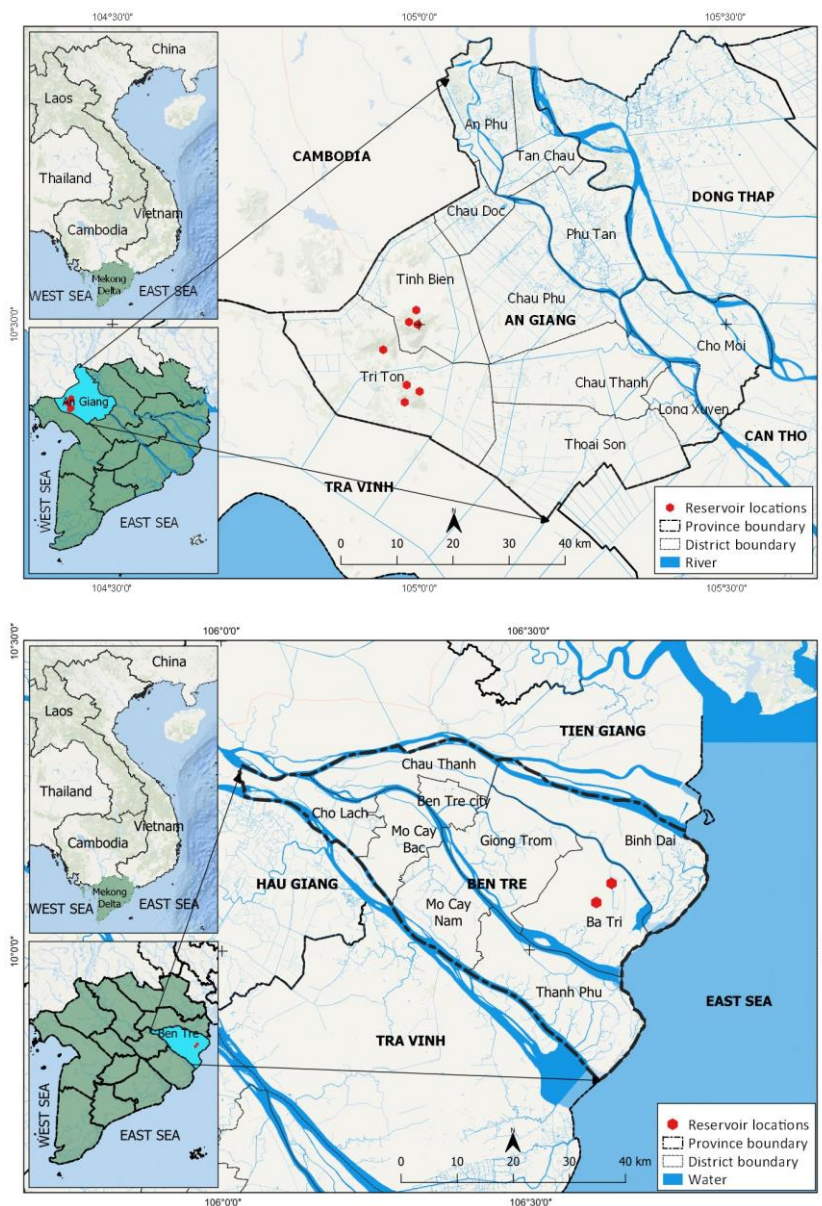 104°30'0"
105°0'0"
105°30'0"
China
Laos
Thailand
Vietnam
Cambodia
Mekong
Delta
WEST SEA
EAST SEA
An Giang
WEST SEA
EAST SEA
10°30'0"
CAMBODIA
An Phu
Tan Chau
DONG THAP
Chau Doc
Phu Tan
Tinh Bien
Chau Phu
AN GIANG
Cho Moi
Tri Ton
Chau Thanh
Long Xuyen
Thoai Son
CAN THO
TRA VINH
N
0 10 20 30 40 km
Reservoir locations
Province boundary
District boundary
River
104°30'0"
105°0'0"
105°30'0"
106°0'0"
106°30'0"
10°30'0"
China
Laos
Thailand
Vietnam
Cambodia
Mekong
Delta
WEST SEA
EAST SEA
Ben Tre
WEST SEA
EAST SEA
10°0'0"
TIEN GIANG
Chau Thanh
Ben Tre city
Cho Lach
Mo Cay
Bac
Giong Trom
Binh Dai
HAU GIANG
BEN TRE
Mo Cay
Nam
Ba Tri
Thanh Phu
EAST SEA
TRA VINH
N
0 10 20 30 40 km
Reservoir locations
Province boundary
District boundary
Water
106°0'0"
106°30'0"